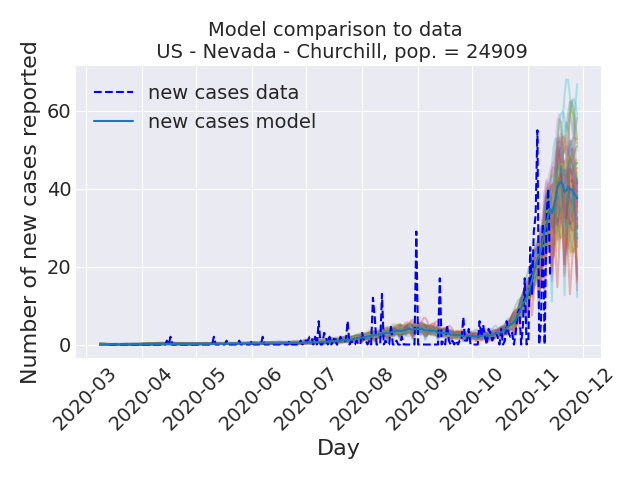 Model comparison to data
US - Nevada - Churchill, pop. = 24909
new cases data
new cases model
Number of new cases reported
60
40
20
0
2020-03
2020-04
2020-05
2020-06
2020-07
2020-08
2020-09
2020-10
2020-11
2020-12
Day